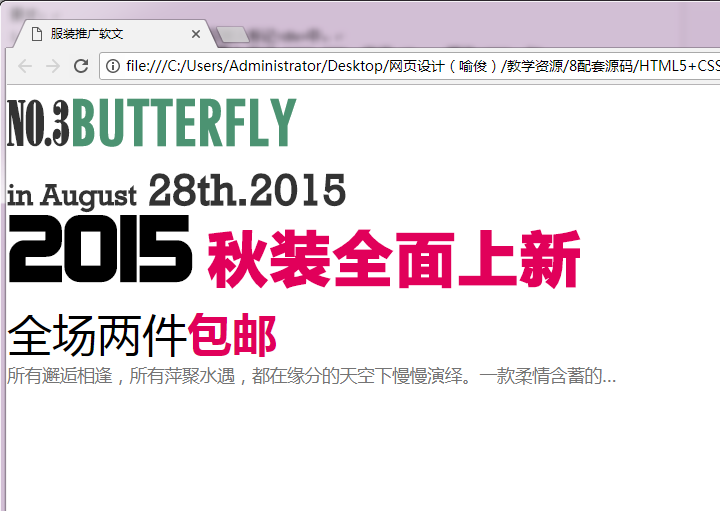 服装推广软文
file:///C:/Users/Administrator/Desktop/网页设计（喻俊）/教学资源/8配套源码/HTML5+CSS
NO.3BUTTERFLY
in August 28th.2015
2015 秋装全面上新
全场两件包邮
所有邂逅相逢，所有萍聚水遇，都在缘分的天空下慢慢演绎。一款柔情含蓄的...